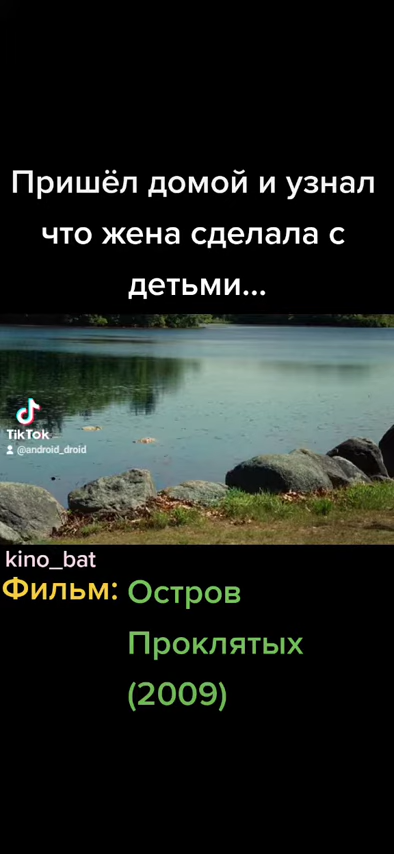 Пришёл домой и узнал
что жена сделала с
детьми...
TikTok
@android_droid
kino_bat
Фильм: Остров
Проклятых
(2009)